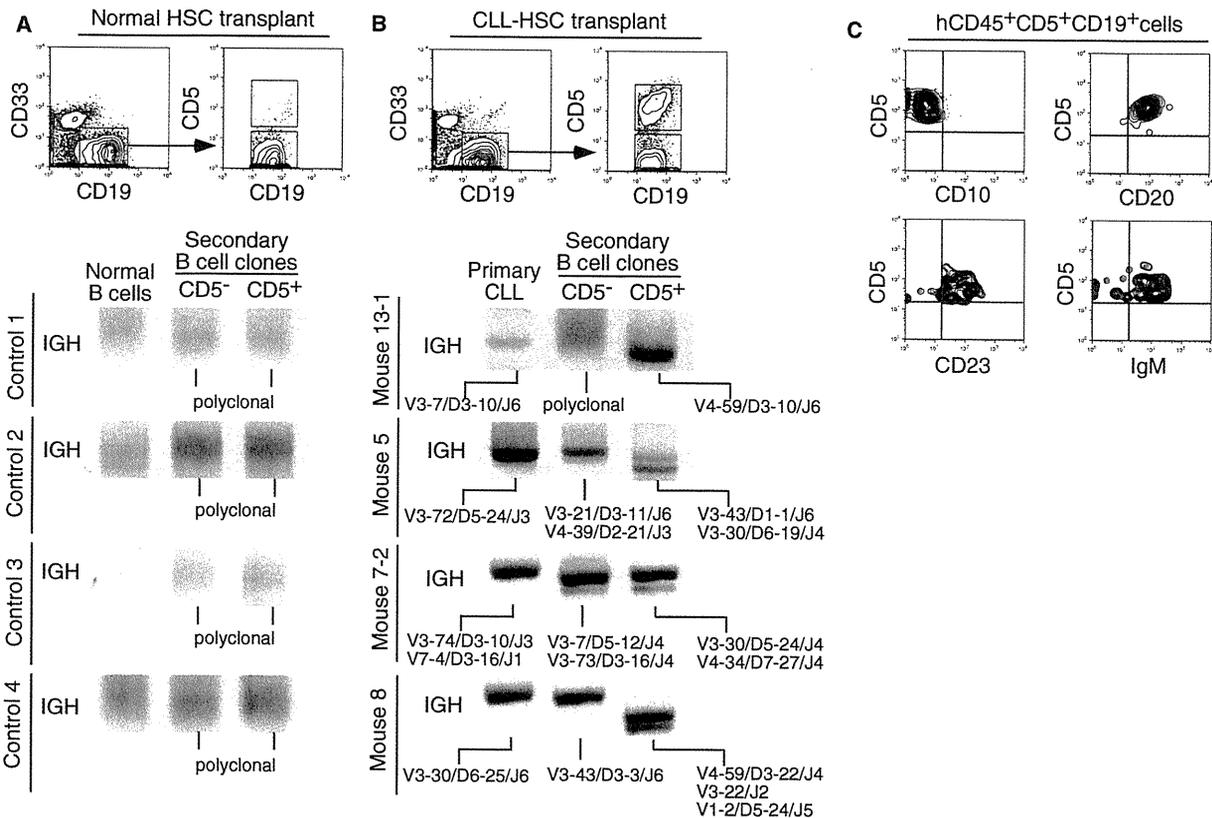 A
Normal HSC transplant
CD33
CD19
CD5
CD19
Normal
B cells
Secondary
B cell clones
CD5-
CD5+
Control 1
IGH
polyclonal
Control 2
IGH
polyclonal
Control 3
IGH
polyclonal
Control 4
IGH
polyclonal
B
CLL-HSC transplant
CD33
CD19
CD5
CD19
Primary
CLL
Secondary
B cell clones
CD5-
CD5+
Mouse 13-1
IGH
V3-7/D3-10/J6
polyclonal
V4-59/D3-10/J6
Mouse 5
IGH
V3-72/D5-24/J3
V3-21/D3-11/J6
V4-39/D2-21/J3
V3-43/D1-1/J6
V3-30/D6-19/J4
Mouse 7-2
IGH
V3-74/D3-10/J3
V7-4/D3-16/J1
V3-7/D5-12/J4
V3-73/D3-16/J4
V3-30/D5-24/J4
V4-34/D7-27/J4
Mouse 8
IGH
V3-30/D6-25/J6
V3-43/D3-3/J6
V4-59/D3-22/J4
V3-22/J2
V1-2/D5-24/J5
C
hCD45+CD5+CD19+cells
CD5
CD10
CD5
CD20
CD5
CD23
CD5
IgM